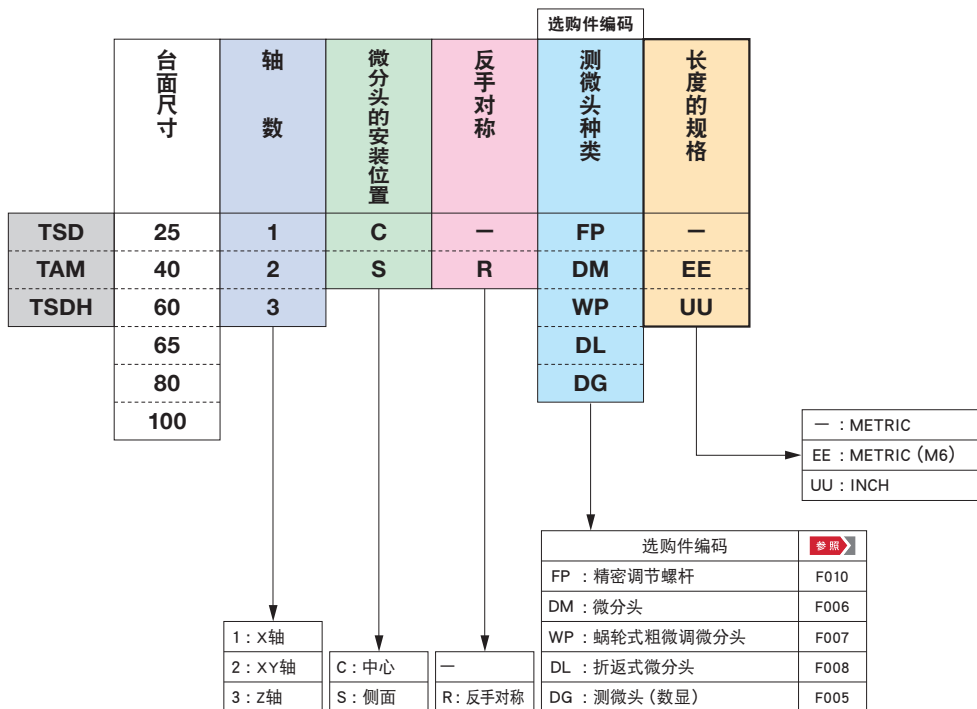 选购件编码
台面尺寸
轴数
微分头的安装位置
反手对称
测微头种类
长度的规格
TSD 25 1 C — FP —
TAM 40 2 S R DM EE
TSDH 60 3 WP UU
65 DL
80 DG
100
— : METRIC
EE : METRIC (M6)
UU : INCH
选购件编码 参照
FP : 精密调节螺杆 F010
DM : 微分头 F006
WP : 蜗轮式粗微调微分头 F007
DL : 折返式微分头 F008
DG : 测微头 (数显) F005
1 : X轴
2 : XY轴
3 : Z轴
C : 中心
S : 侧面
—
R : 反手对称